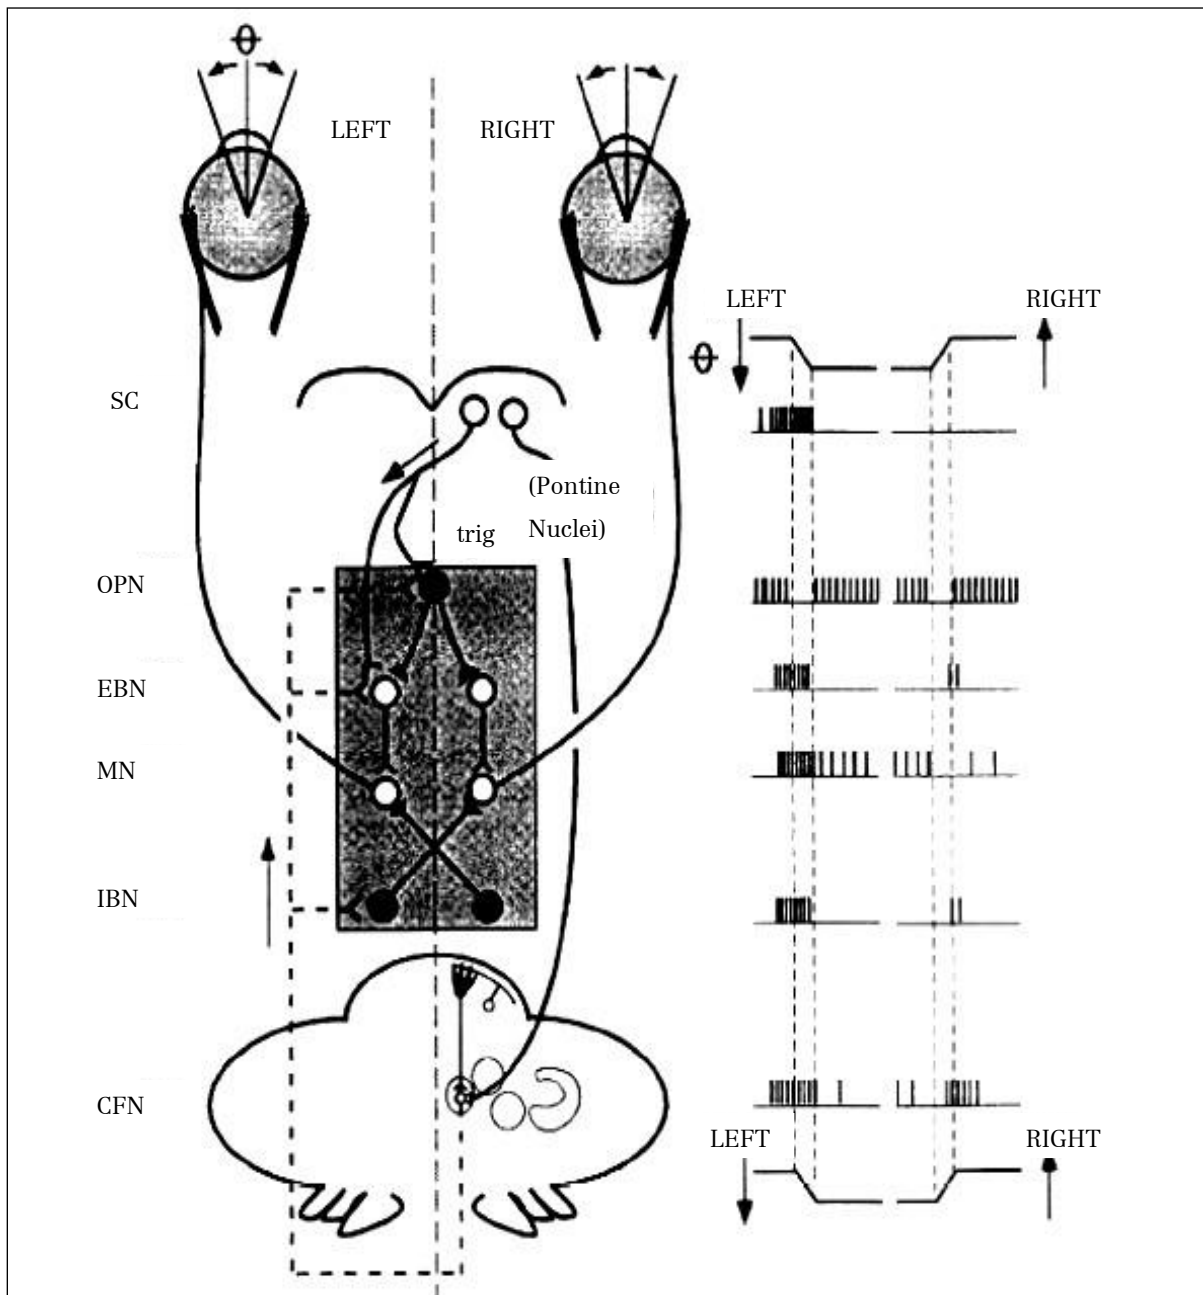 θ
LEFT
RIGHT
LEFT
RIGHT
θ
SC
(Pontine
Nuclei)
trig
OPN
EBN
MN
IBN
CFN
LEFT
RIGHT